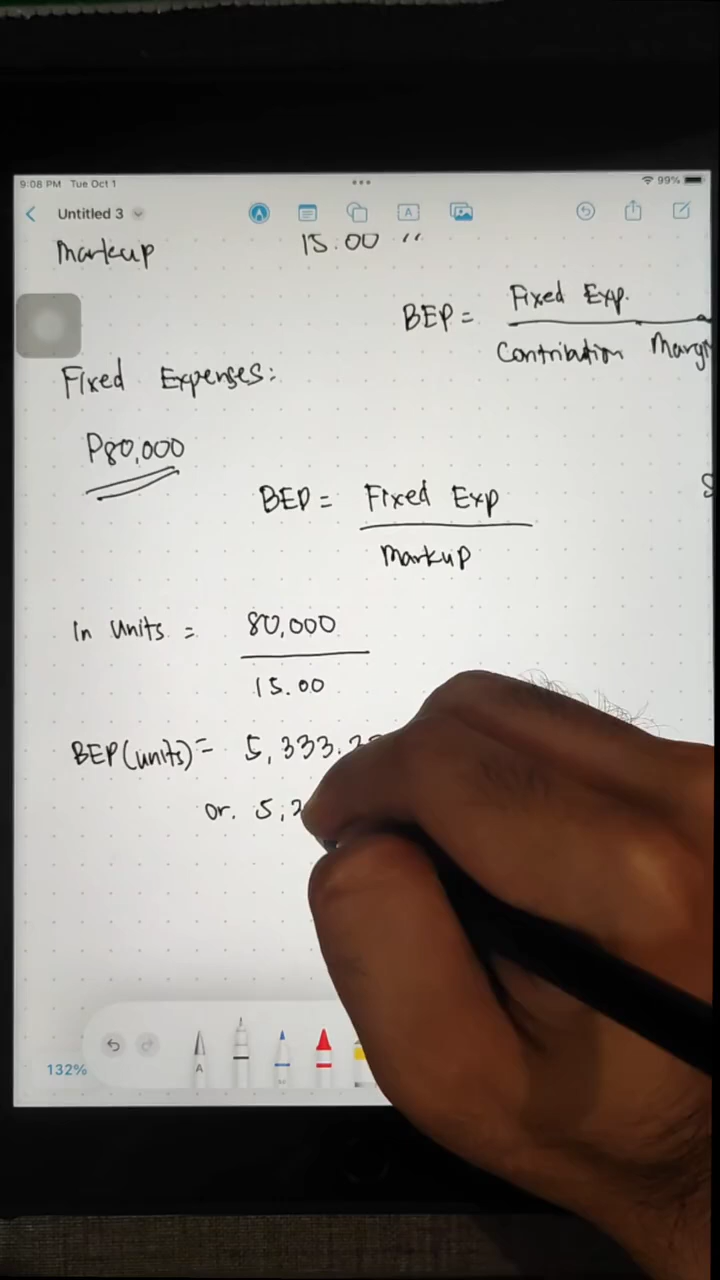 9:08 PM Tue Oct 1
99%
Untitled 3
A
Markup 15.00 "
BEP = Fixed Exp.
Contribution
Fixed Expenses:
P80,000
BEP = Fixed Exp
Markup
In Units = 80,000
15.00
BEP(units) = 5,333.
or.
A
132%